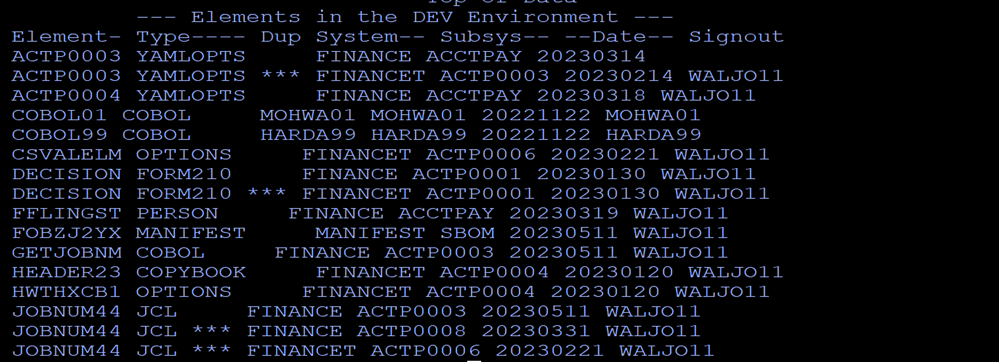 Top of Data
--- Elements in the DEV Environment ---
Element- Type---- Dup System-- Subsys-- --Date-- Signout
ACTP0003 YAMLOPTS     FINANCE ACCTPAY 20230314
ACTP0003 YAMLOPTS *** FINANCET ACTP0003 20230214 WALJO11
ACTP0004 YAMLOPTS     FINANCE ACCTPAY 20230318 WALJO11
COBOL01 COBOL     MOHWA01 MOHWA01 20221122 MOHWA01
COBOL99 COBOL     HARDA99 HARDA99 20221122 HARDA99
CSVALELM OPTIONS     FINANCET ACTP0006 20230221 WALJO11
DECISION FORM210     FINANCE ACTP0001 20230130 WALJO11
DECISION FORM210 *** FINANCET ACTP0001 20230130 WALJO11
FFLINGST PERSON     FINANCE ACCTPAY 20230319 WALJO11
FOBZJ2YX MANIFEST     MANIFEST SBOM 20230511 WALJO11
GETJOBNM COBOL     FINANCE ACTP0003 20230511 WALJO11
HEADER23 COPYBOOK     FINANCET ACTP0004 20230120 WALJO11
HWTHXCB1 OPTIONS     FINANCET ACTP0004 20230120 WALJO11
JOBNUM44 JCL     FINANCE ACTP0003 20230511 WALJO11
JOBNUM44 JCL *** FINANCE ACTP0008 20230331 WALJO11
JOBNUM44 JCL *** FINANCET ACTP0006 20230221 WALJO11